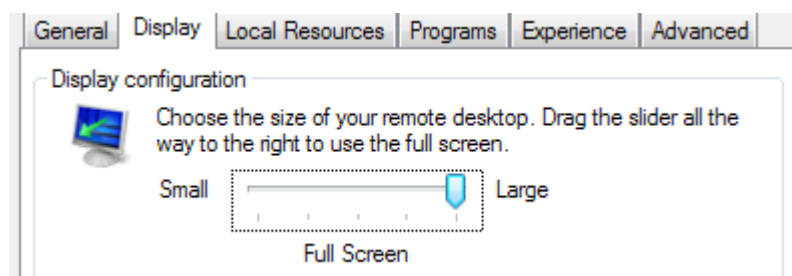 General Display Local Resources Programs Experience Advanced
Display configuration
Choose the size of your remote desktop. Drag the slider all the
way to the right to use the full screen.
Small Large
Full Screen